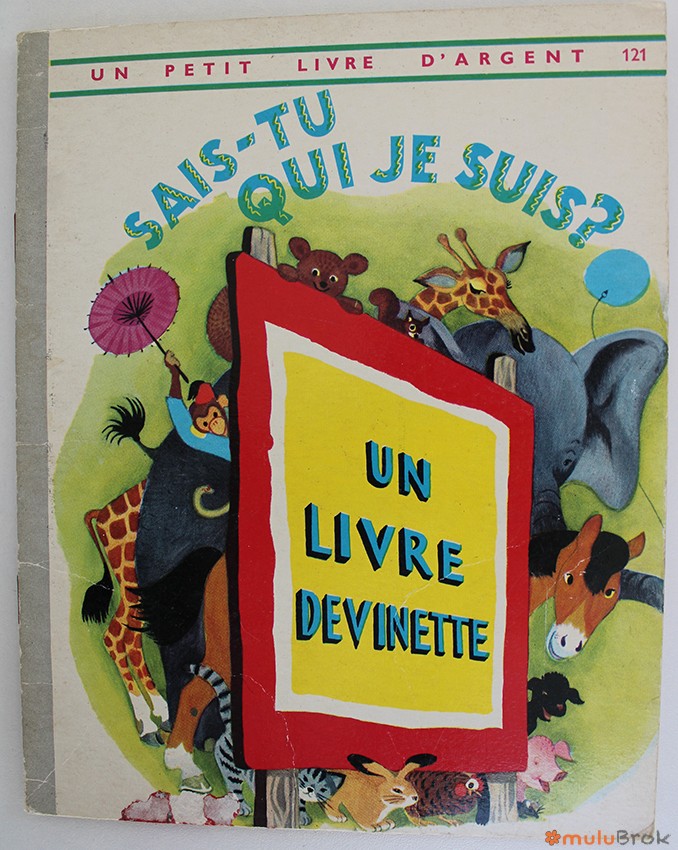 UN PETIT LIVRE D'ARGENT 121
SAIS-TU
QUI JE SUIS?
UN
LIVRE
DEVINETTE
muluBrok